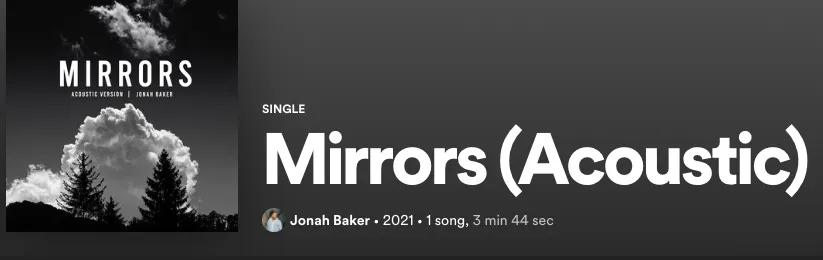 MIRRORS
ACOUSTIC VERSION | JONAH BAKER
SINGLE
Mirrors (Acoustic)
Jonah Baker • 2021 • 1 song, 3 min 44 sec